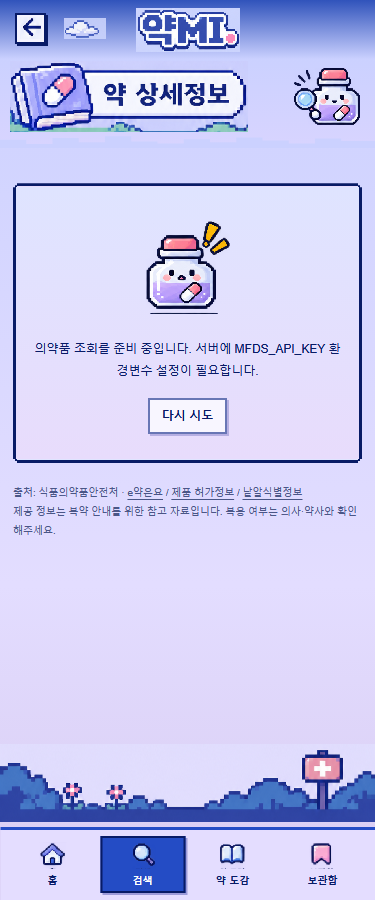 약MI.
약 상세정보
의약품 조회를 준비 중입니다. 서버에 MFDS_API_KEY 환
경변수 설정이 필요합니다.
다시 시도
출처: 식품의약품안전처 · e약은요 / 제품 허가정보 / 낱알식별정보
제공 정보는 복약 안내를 위한 참고 자료입니다. 복용 여부는 의사·약사와 확인
해주세요.
홈
검색
약 도감
보관함